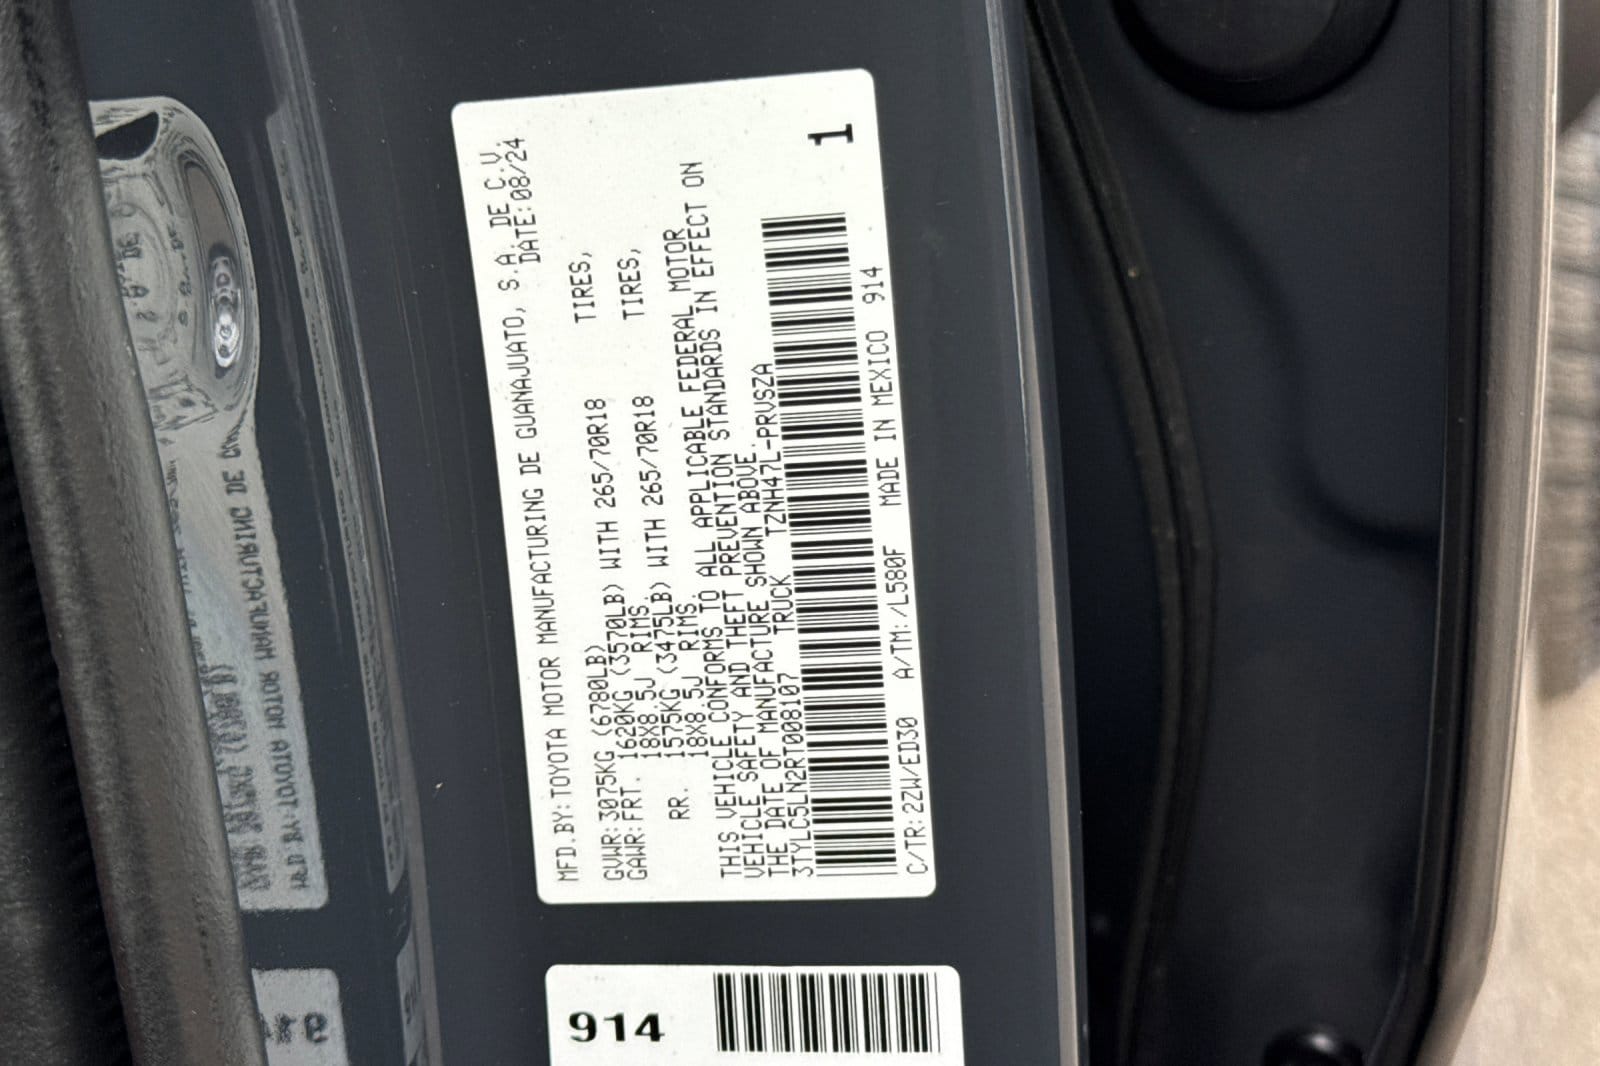 MFD.BY:TOYOTA MOTOR MANUFACTURING DE GUANAJUATO, S.A. DE C.V.
DATE:08/24
GVWR:3075KG (6780LB)
GAWR:FRT. 1620KG (3570LB) WITH 265/70R18 TIRES,
18X8.5J RIMS.
RR. 1575KG (3475LB) WITH 265/70R18 TIRES,
18X8.5J RIMS.
THIS VEHICLE CONFORMS TO ALL APPLICABLE FEDERAL MOTOR
VEHICLE SAFETY AND THEFT PREVENTION STANDARDS IN EFFECT ON
THE DATE OF MANUFACTURE SHOWN ABOVE.
3TYLC5LN2RT008107 TRUCK TZNH47L-PRVSZA
1
C/TR:2ZW/ED30 A/TM:/L580F MADE IN MEXICO 914
914